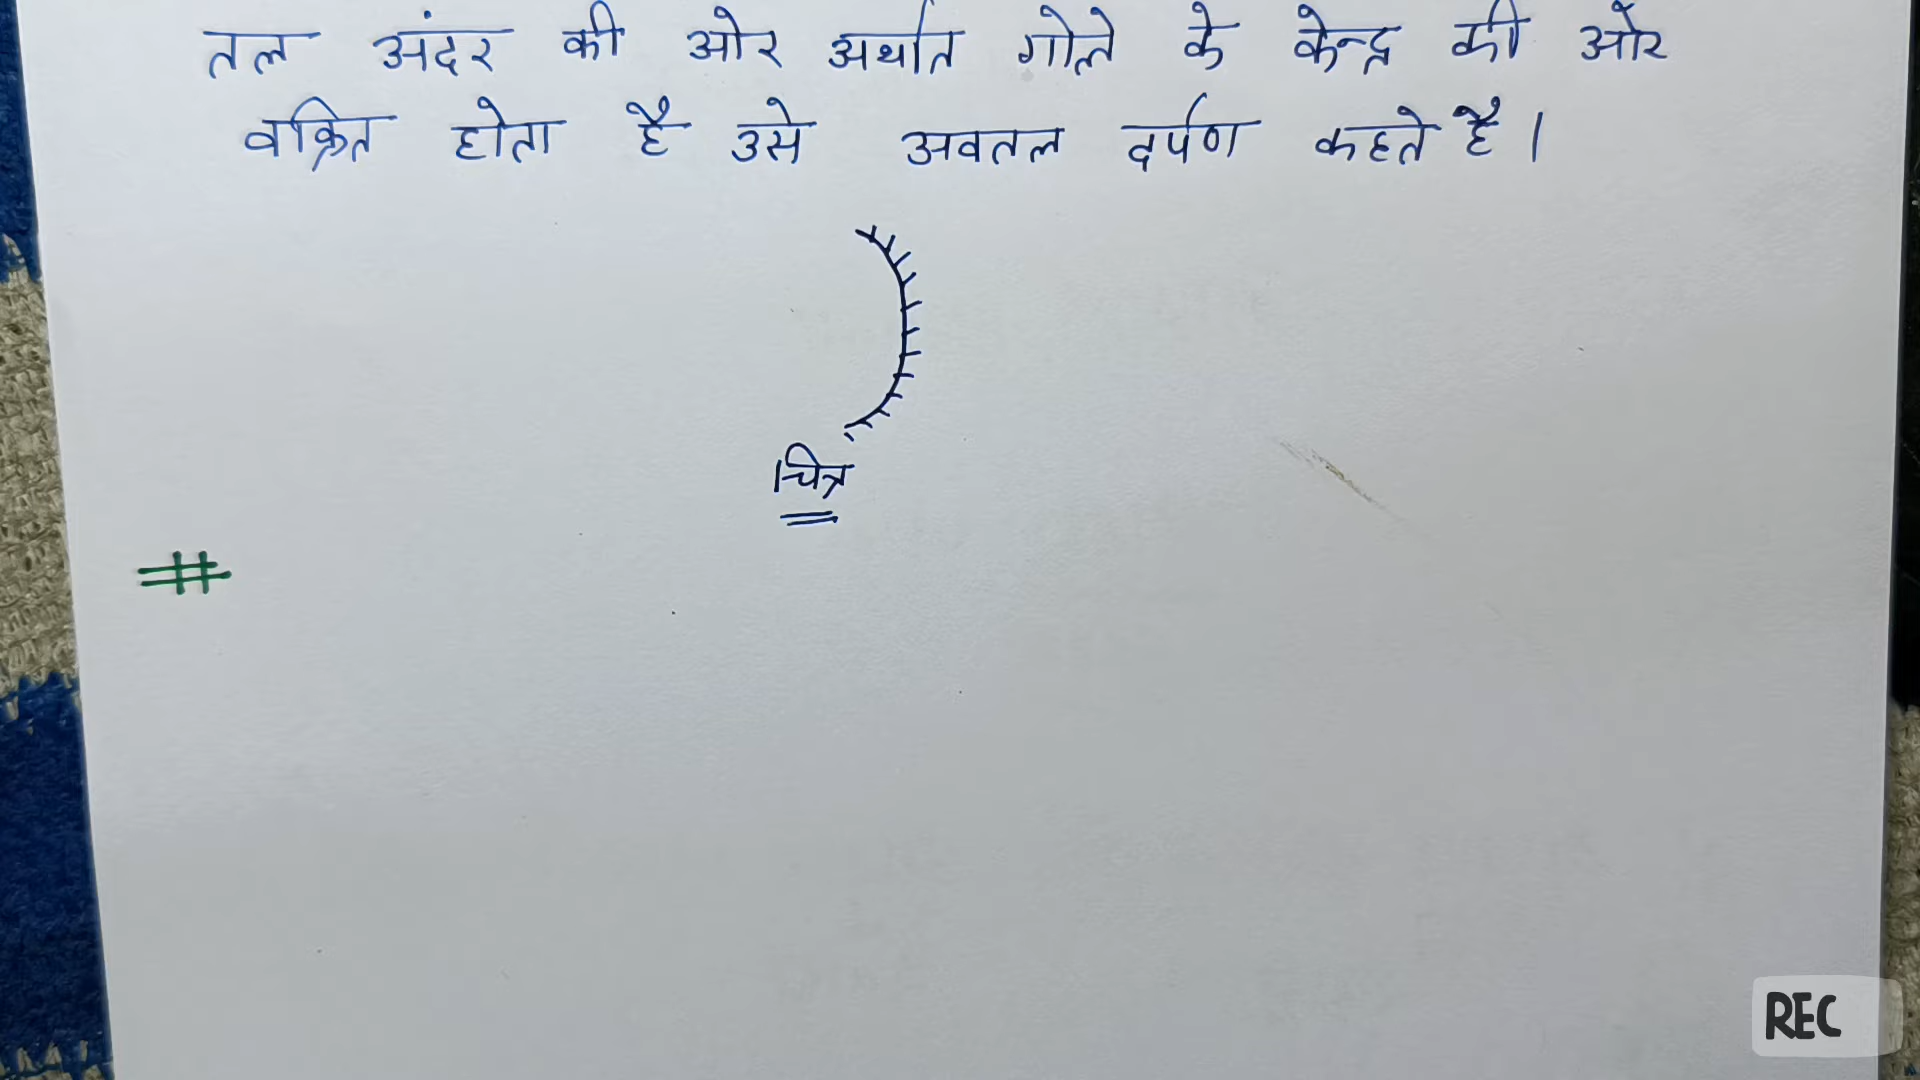 तल अंदर की ओर अर्थात गोले के केन्द्र की ओर
वक्रित होता है उसे अवतल दर्पण कहते है।
चित्र
#
REC